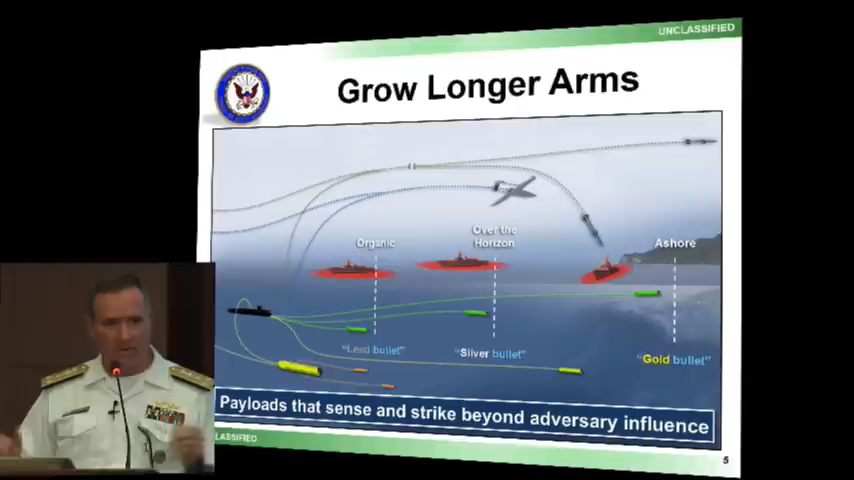 UNCLASSIFIED
Grow Longer Arms
Organic
Over the
Horizon
Ashore
"Lead bullet"
"Silver bullet"
"Gold bullet"
Payloads that sense and strike beyond adversary influence
LASSIFIED
5